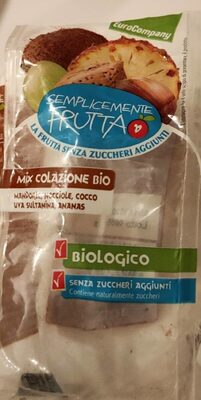 EuroCompany
SEMPLICEMENTE
FRUTTA
LA FRUTTA SENZA ZUCCHERI AGGIUNTI
MIX COLAZIONE BIO
MANDORLE, NOCCIOLE, COCCO
UVA SULTANINA, ANANAS
BIOLOGICO
SENZA ZUCCHERI AGGIUNTI
Contiene naturalmente zuccheri